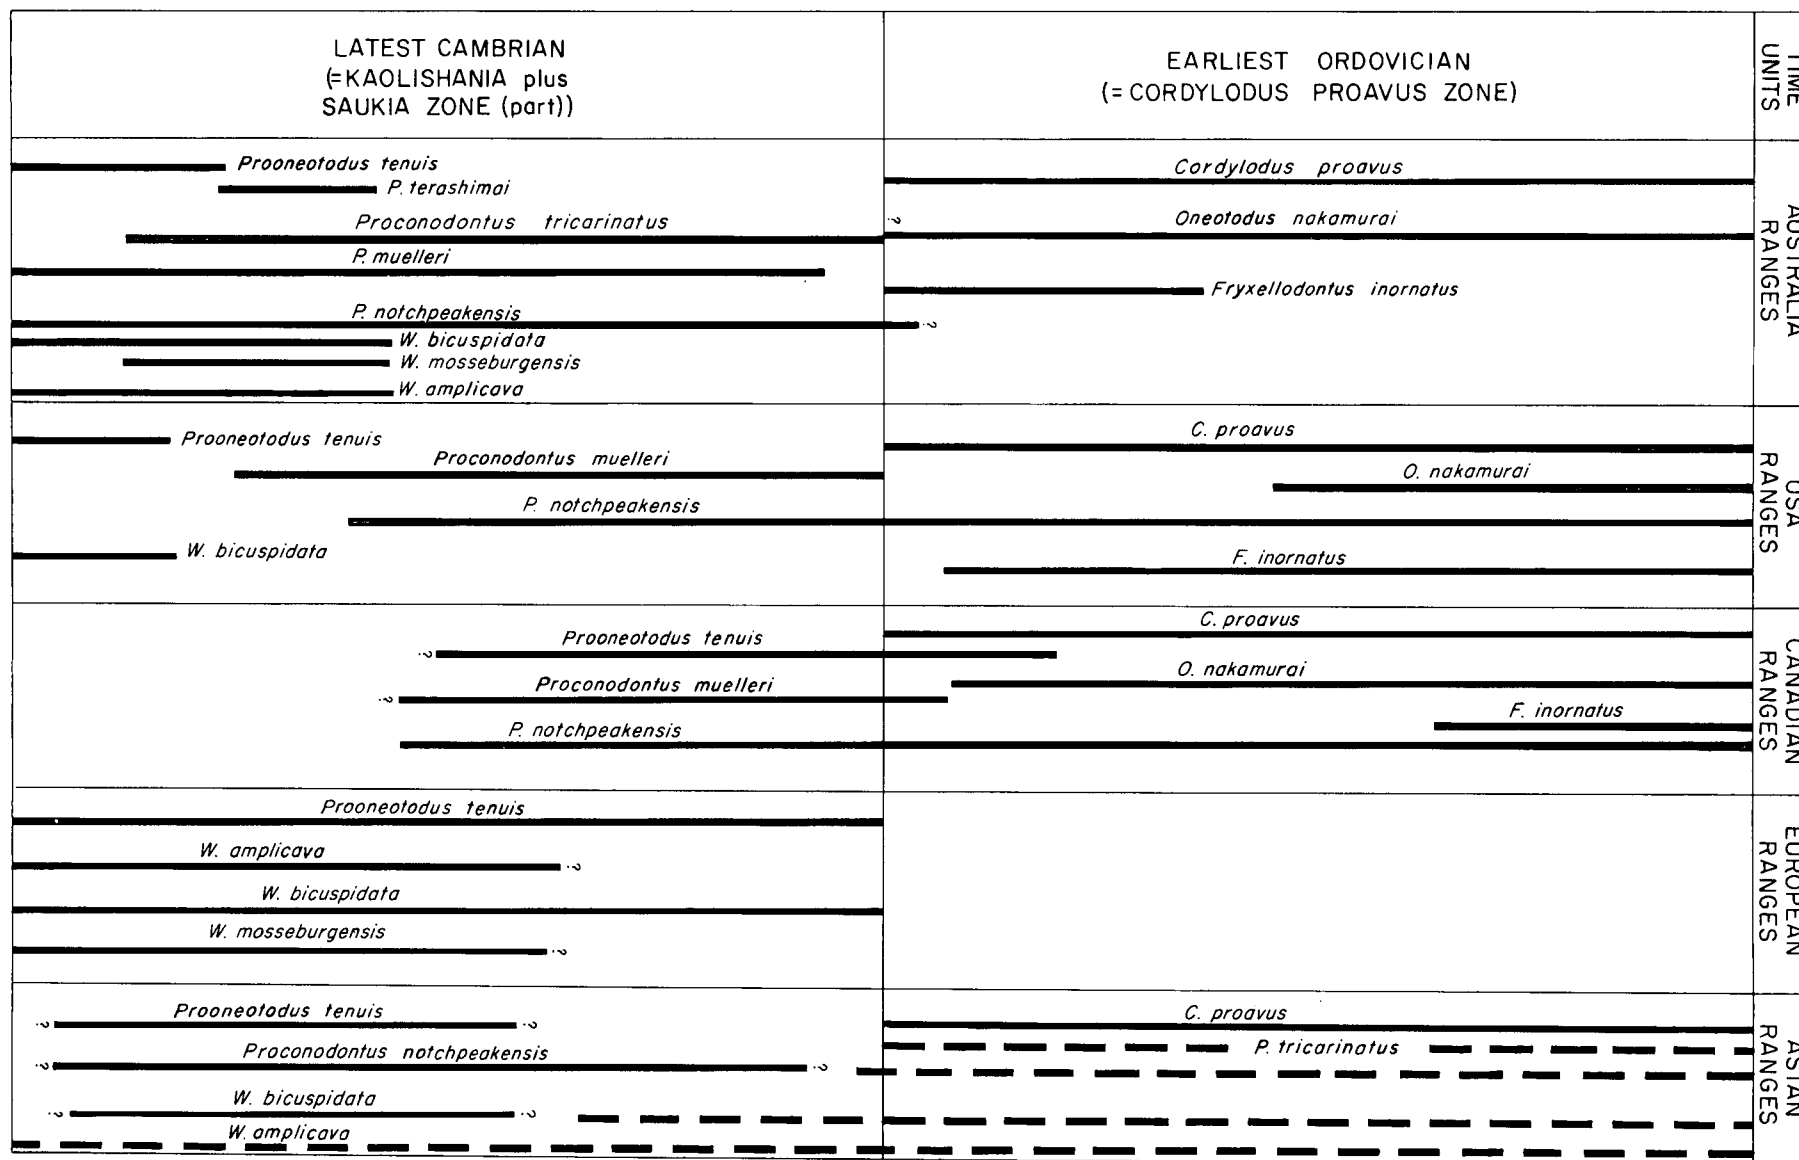 LATEST CAMBRIAN
(=KAOLISHANIA plus
SAUKIA ZONE (part))
EARLIEST ORDOVICIAN
(= CORDYLODUS PROAVUS ZONE)
TIME
UNITS
Prooneotodus tenuis
P. terashimai
Proconodontus tricarinatus
P. muelleri
P. notchpeakensis
?
W. bicuspidata
W. mosseburgensis
W. amplicava
Cordylodus proavus
?
Oneotodus nakamurai
Fryxellodontus inornatus
AUSTRALIA
RANGES
Prooneotodus tenuis
Proconodontus muelleri
P. notchpeakensis
W. bicuspidata
C. proavus
O. nakamurai
F. inornatus
USA
RANGES
Prooneotodus tenuis
?
Proconodontus muelleri
?
P. notchpeakensis
C. proavus
O. nakamurai
F. inornatus
CANADIAN
RANGES
Prooneotodus tenuis
W. amplicava
?
W. bicuspidata
W. mosseburgensis
?
EUROPEAN
RANGES
Prooneotodus tenuis
? ?
Proconodontus notchpeakensis
? ?
W. bicuspidata
? ?
W. amplicava
C. proavus
P. tricarinatus
ASIAN
RANGES